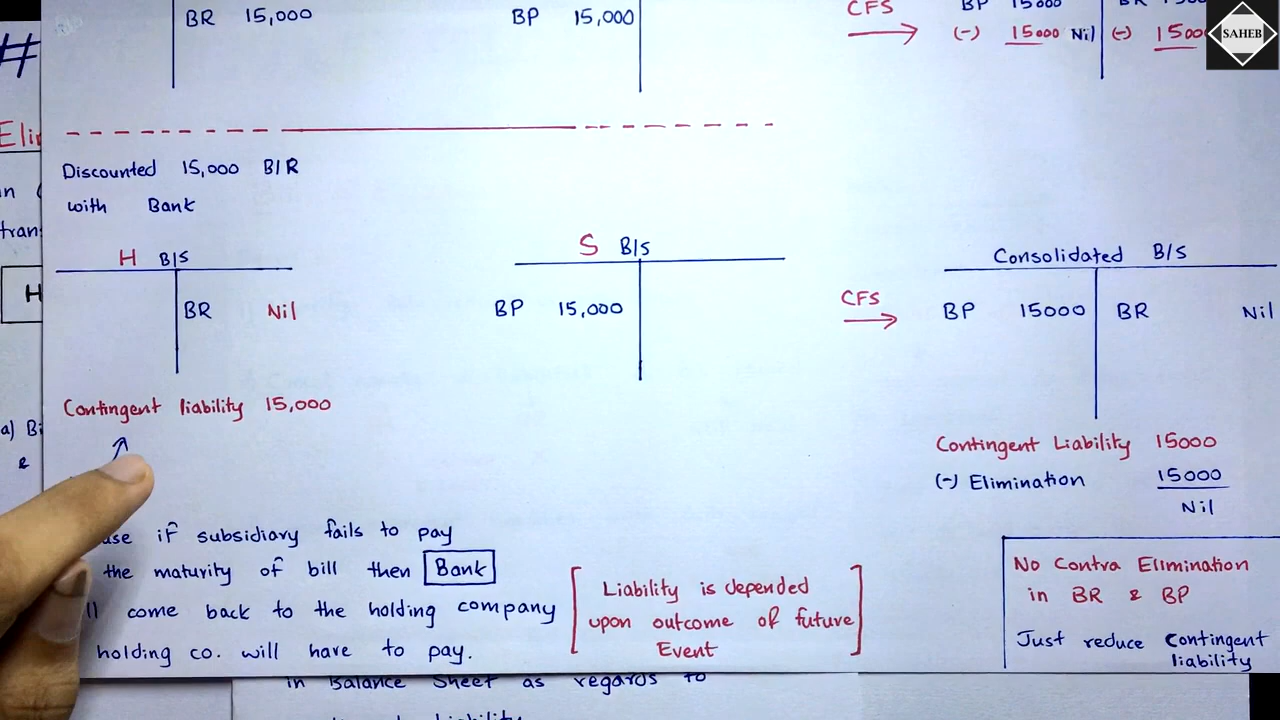 BR 15,000
BP 15,000
CFS
BP 15000
(-) 15000 Nil
(-)
SAHEB
#
Discounted 15,000 B/R
with Bank
H B/S
BR Nil
Contingent liability 15,000
S B/S
BP 15,000
CFS
Consolidated B/S
BP 15000 BR Nil
Contingent Liability 15000
(-) Elimination 15000
Nil
if subsidiary fails to pay
the maturity of bill then Bank
come back to the holding company
holding co. will have to pay.
Liability is depended
upon outcome of future
Event
No Contra Elimination
in BR & BP
Just reduce Contingent
liability
in Balance Sheet as regards to
H
a)
&